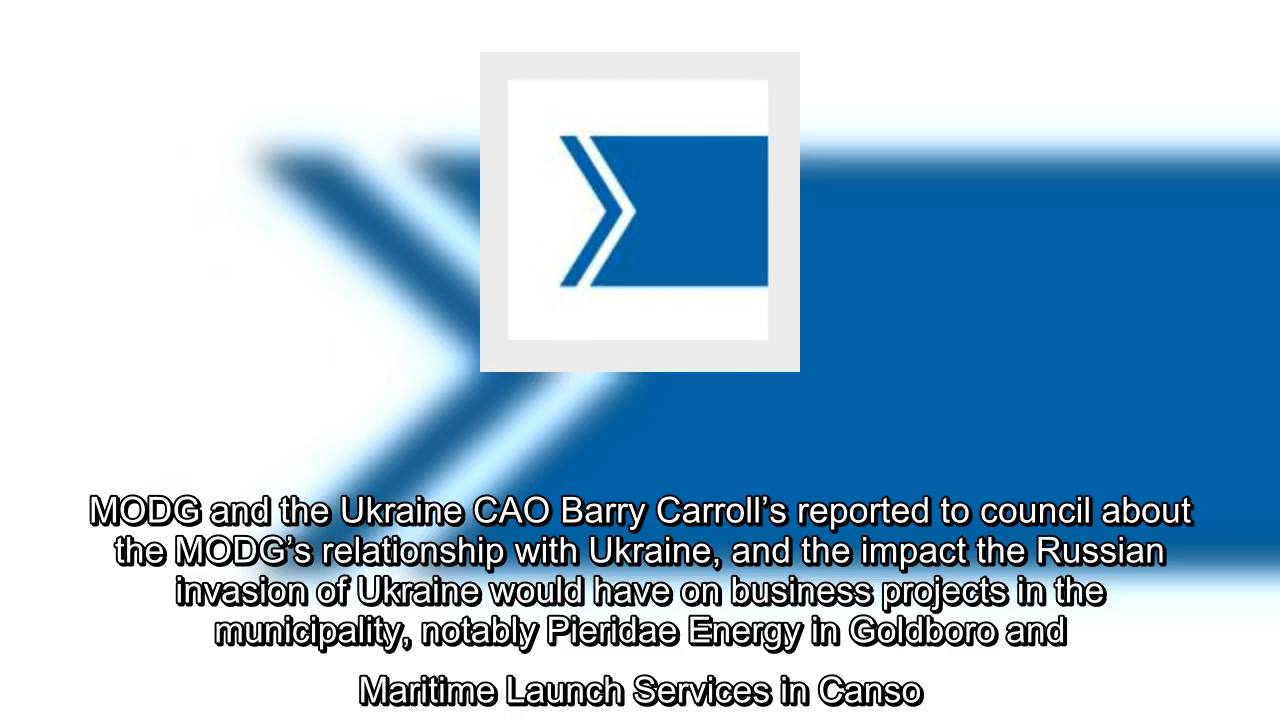 MODG and the Ukraine CAO Barry Carroll’s reported to council about
the MODG’s relationship with Ukraine, and the impact the Russian
invasion of Ukraine would have on business projects in the
municipality, notably Pieridae Energy in Goldboro and
Maritime Launch Services in Canso